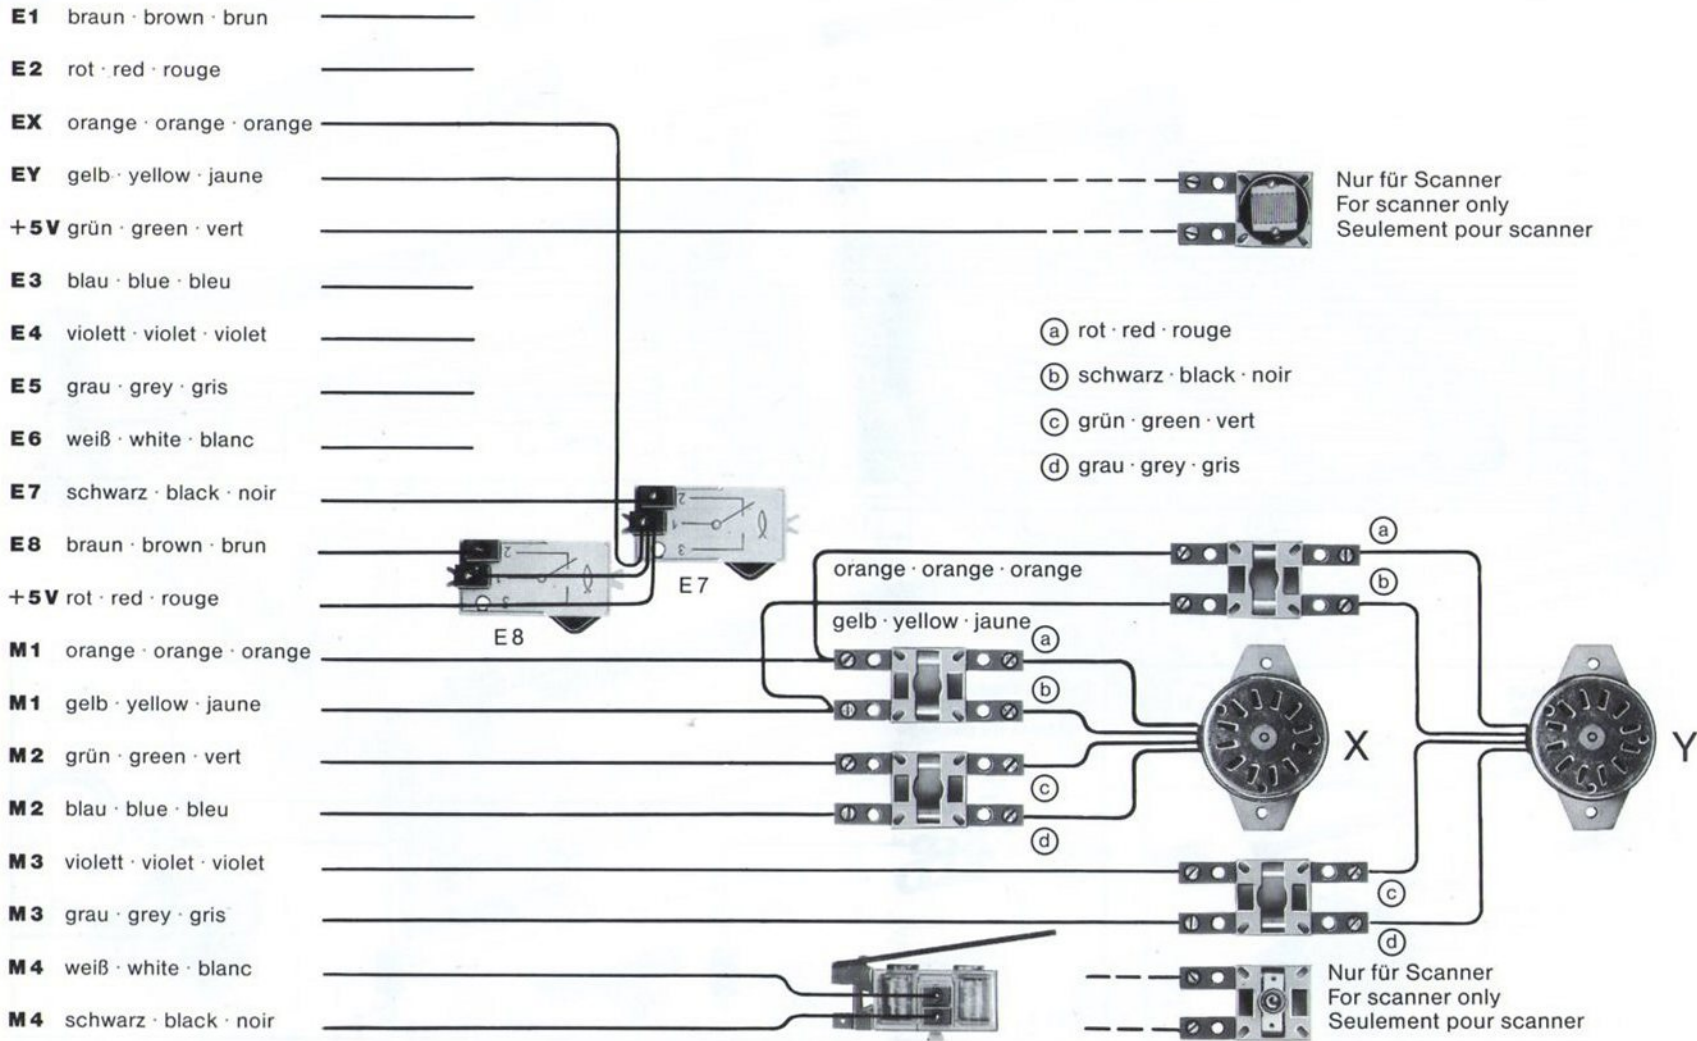 E1 braun · brown · brun
E2 rot · red · rouge
EX orange · orange · orange
EY gelb · yellow · jaune
+5V grün · green · vert
E3 blau · blue · bleu
E4 violett · violet · violet
E5 grau · grey · gris
E6 weiß · white · blanc
E7 schwarz · black · noir
E8 braun · brown · brun
+5V rot · red · rouge
M1 orange · orange · orange
M1 gelb · yellow · jaune
M2 grün · green · vert
M2 blau · blue · bleu
M3 violett · violet · violet
M3 grau · grey · gris
M4 weiß · white · blanc
M4 schwarz · black · noir
2
1
3
E7
2
1
3
E8
Nur für Scanner
For scanner only
Seulement pour scanner
a rot · red · rouge
b schwarz · black · noir
c grün · green · vert
d grau · grey · gris
orange · orange · orange
gelb · yellow · jaune
a
b
a
b
c
d
X
Y
c
d
Nur für Scanner
For scanner only
Seulement pour scanner